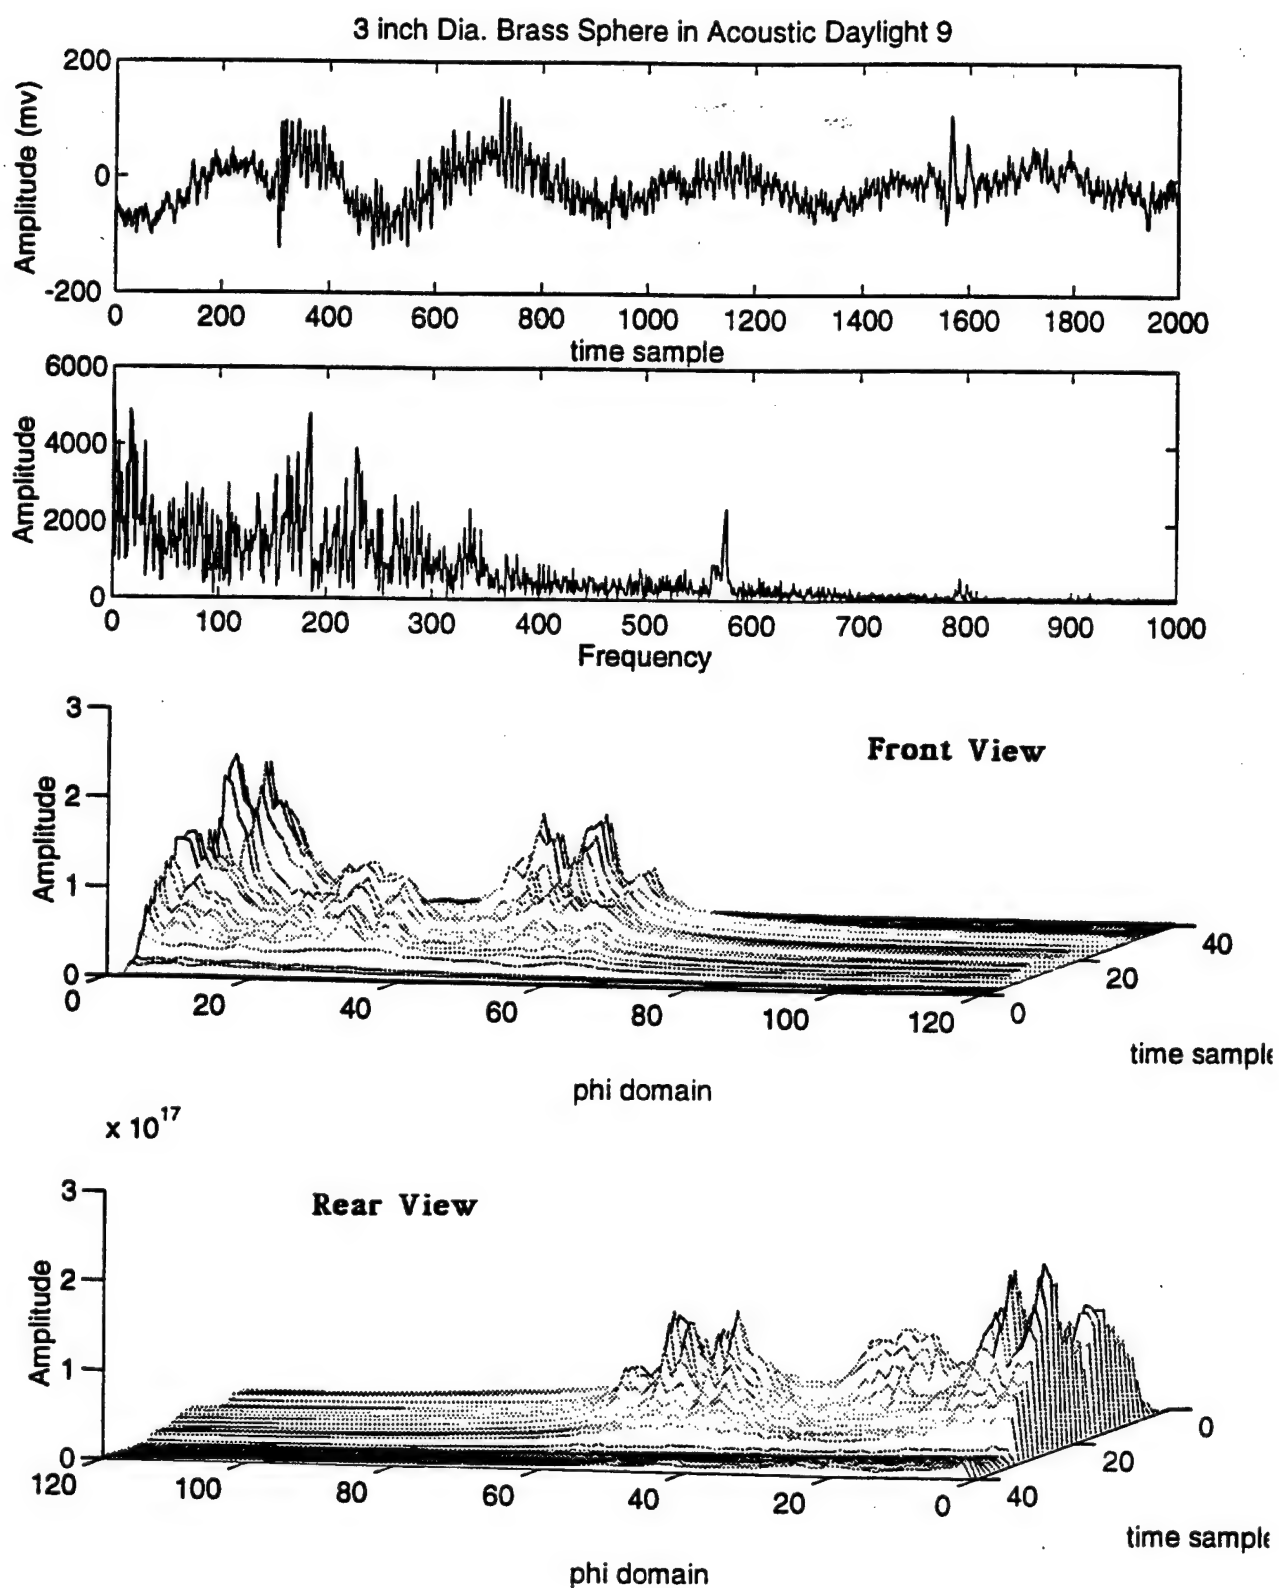 3 inch Dia. Brass Sphere in Acoustic Daylight 9
200
0
-200
Amplitude (mv)
0 200 400 600 800 1000 1200 1400 1600 1800 2000
time sample
6000
4000
2000
0
Amplitude
0 100 200 300 400 500 600 700 800 900 1000
Frequency
3
2
1
0
Amplitude
Front View
0 20 40 60 80 100 120
0 20 40
time sample
phi domain
x 10^17
3
2
1
0
Amplitude
Rear View
120 100 80 60 40 20 0
40 20 0
time sample
phi domain